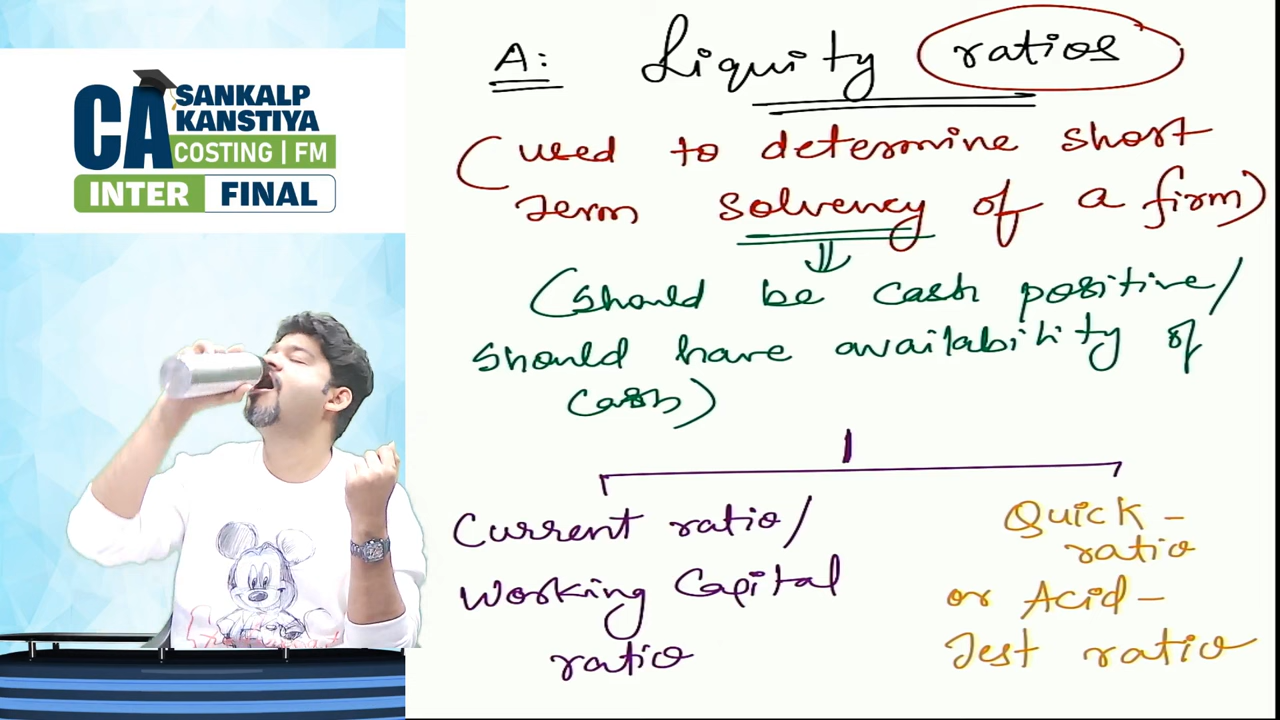 CA SANKALP
KANSTIYA
COSTING | FM
INTER FINAL
A: Liquity ratios
(used to determine short
term solvency of a firm)
(should be cash positive/
should have availability of
cash)
Current ratio/
Working Capital
ratio
Quick-
ratio
or Acid-
Test ratio